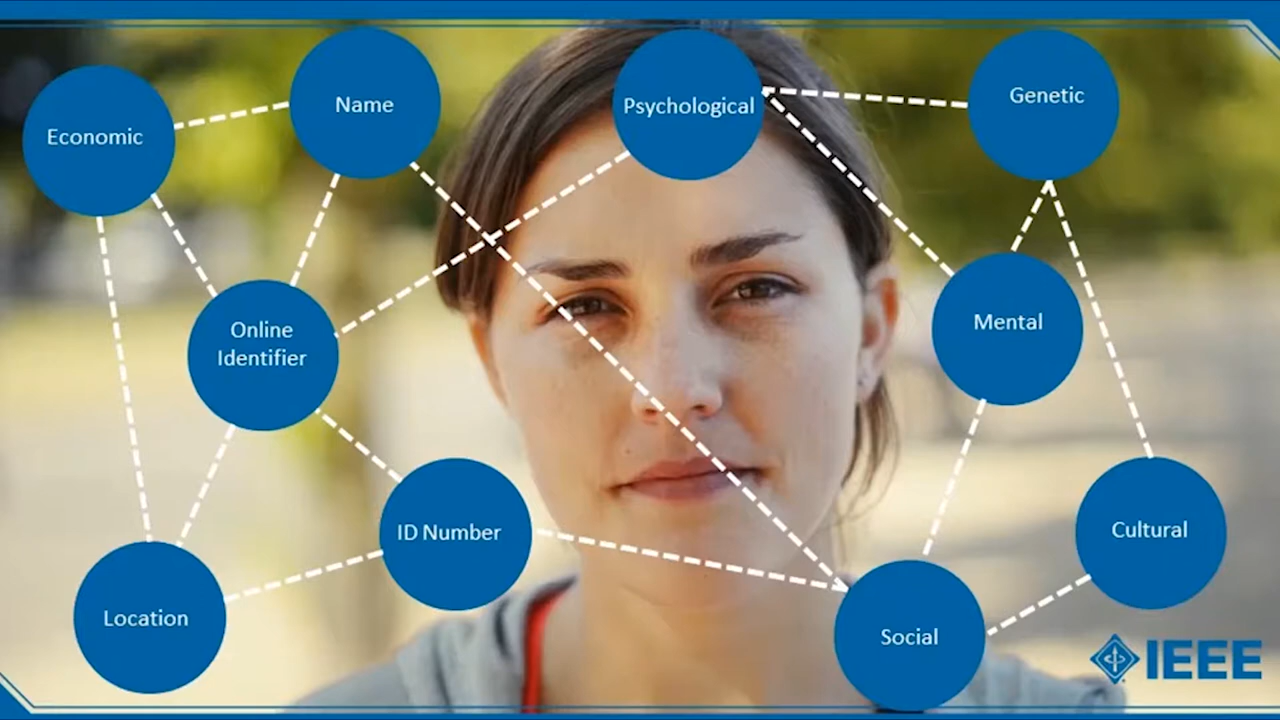 Economic
Name
Psychological
Genetic
Online
Identifier
Mental
ID Number
Cultural
Location
Social
IEEE